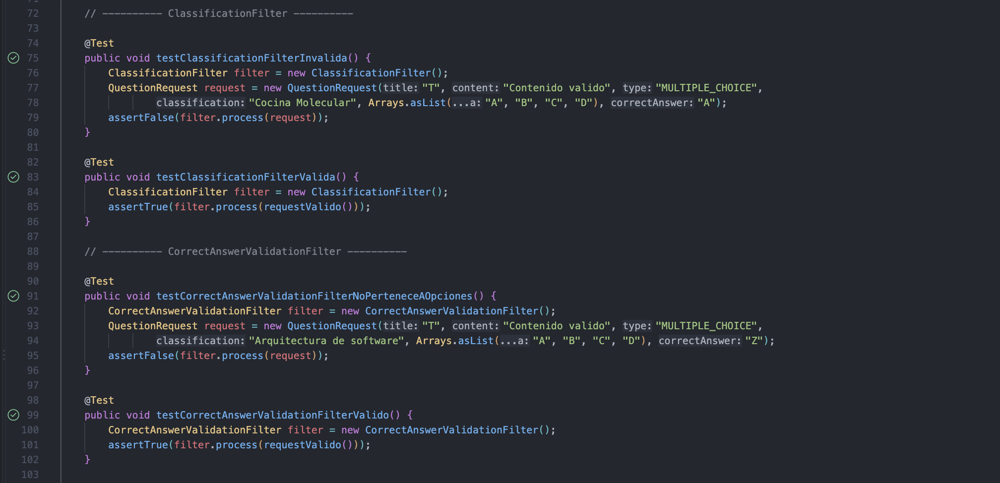 72 // ---------- ClassificationFilter ----------
73
74 @Test
75 public void testClassificationFilterInvalida() {
76 ClassificationFilter filter = new ClassificationFilter();
77 QuestionRequest request = new QuestionRequest(title: "T", content: "Contenido valido", type: "MULTIPLE_CHOICE",
78 classification: "Cocina Molecular", Arrays.asList(...a: "A", "B", "C", "D"), correctAnswer: "A");
79 assertFalse(filter.process(request));
80 }
81
82 @Test
83 public void testClassificationFilterValida() {
84 ClassificationFilter filter = new ClassificationFilter();
85 assertTrue(filter.process(requestValido()));
86 }
87
88 // ---------- CorrectAnswerValidationFilter ----------
89
90 @Test
91 public void testCorrectAnswerValidationFilterNoPerteneceAOpciones() {
92 CorrectAnswerValidationFilter filter = new CorrectAnswerValidationFilter();
93 QuestionRequest request = new QuestionRequest(title: "T", content: "Contenido valido", type: "MULTIPLE_CHOICE",
94 classification: "Arquitectura de software", Arrays.asList(...a: "A", "B", "C", "D"), correctAnswer: "Z");
95 assertFalse(filter.process(request));
96 }
97
98 @Test
99 public void testCorrectAnswerValidationFilterValido() {
100 CorrectAnswerValidationFilter filter = new CorrectAnswerValidationFilter();
101 assertTrue(filter.process(requestValido()));
102 }
103